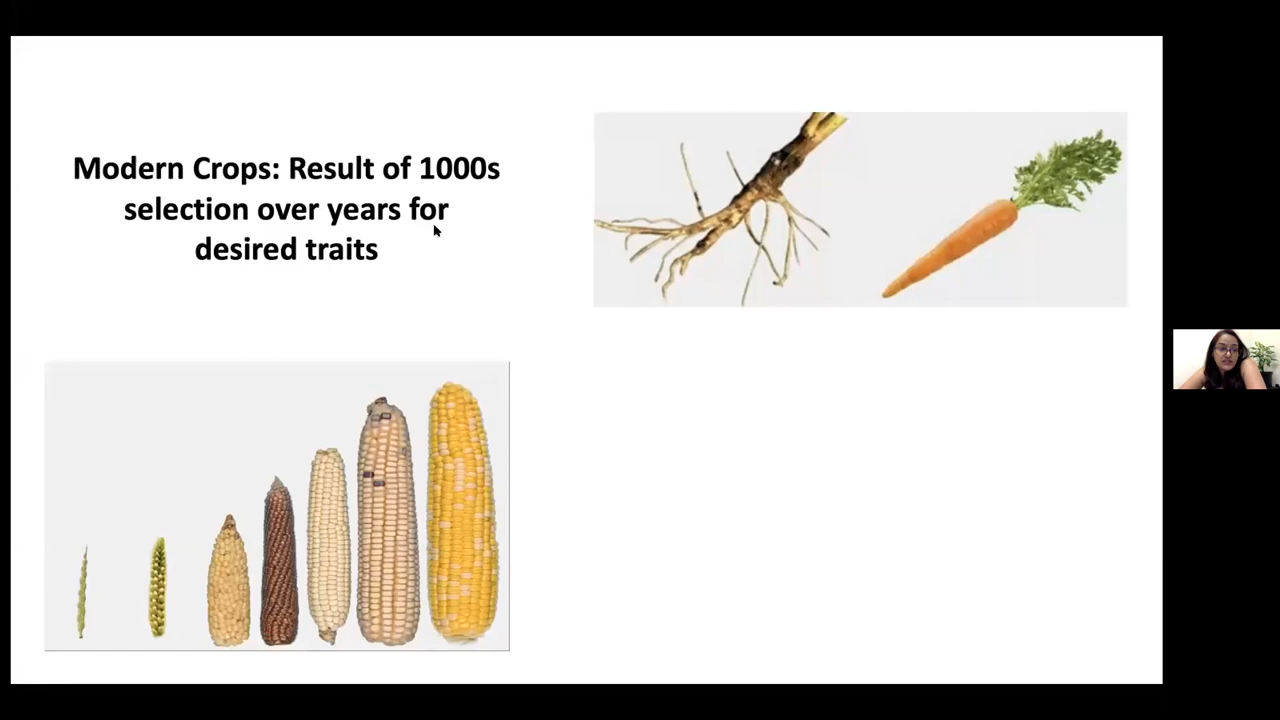 Modern Crops: Result of 1000s
selection over years for
desired traits